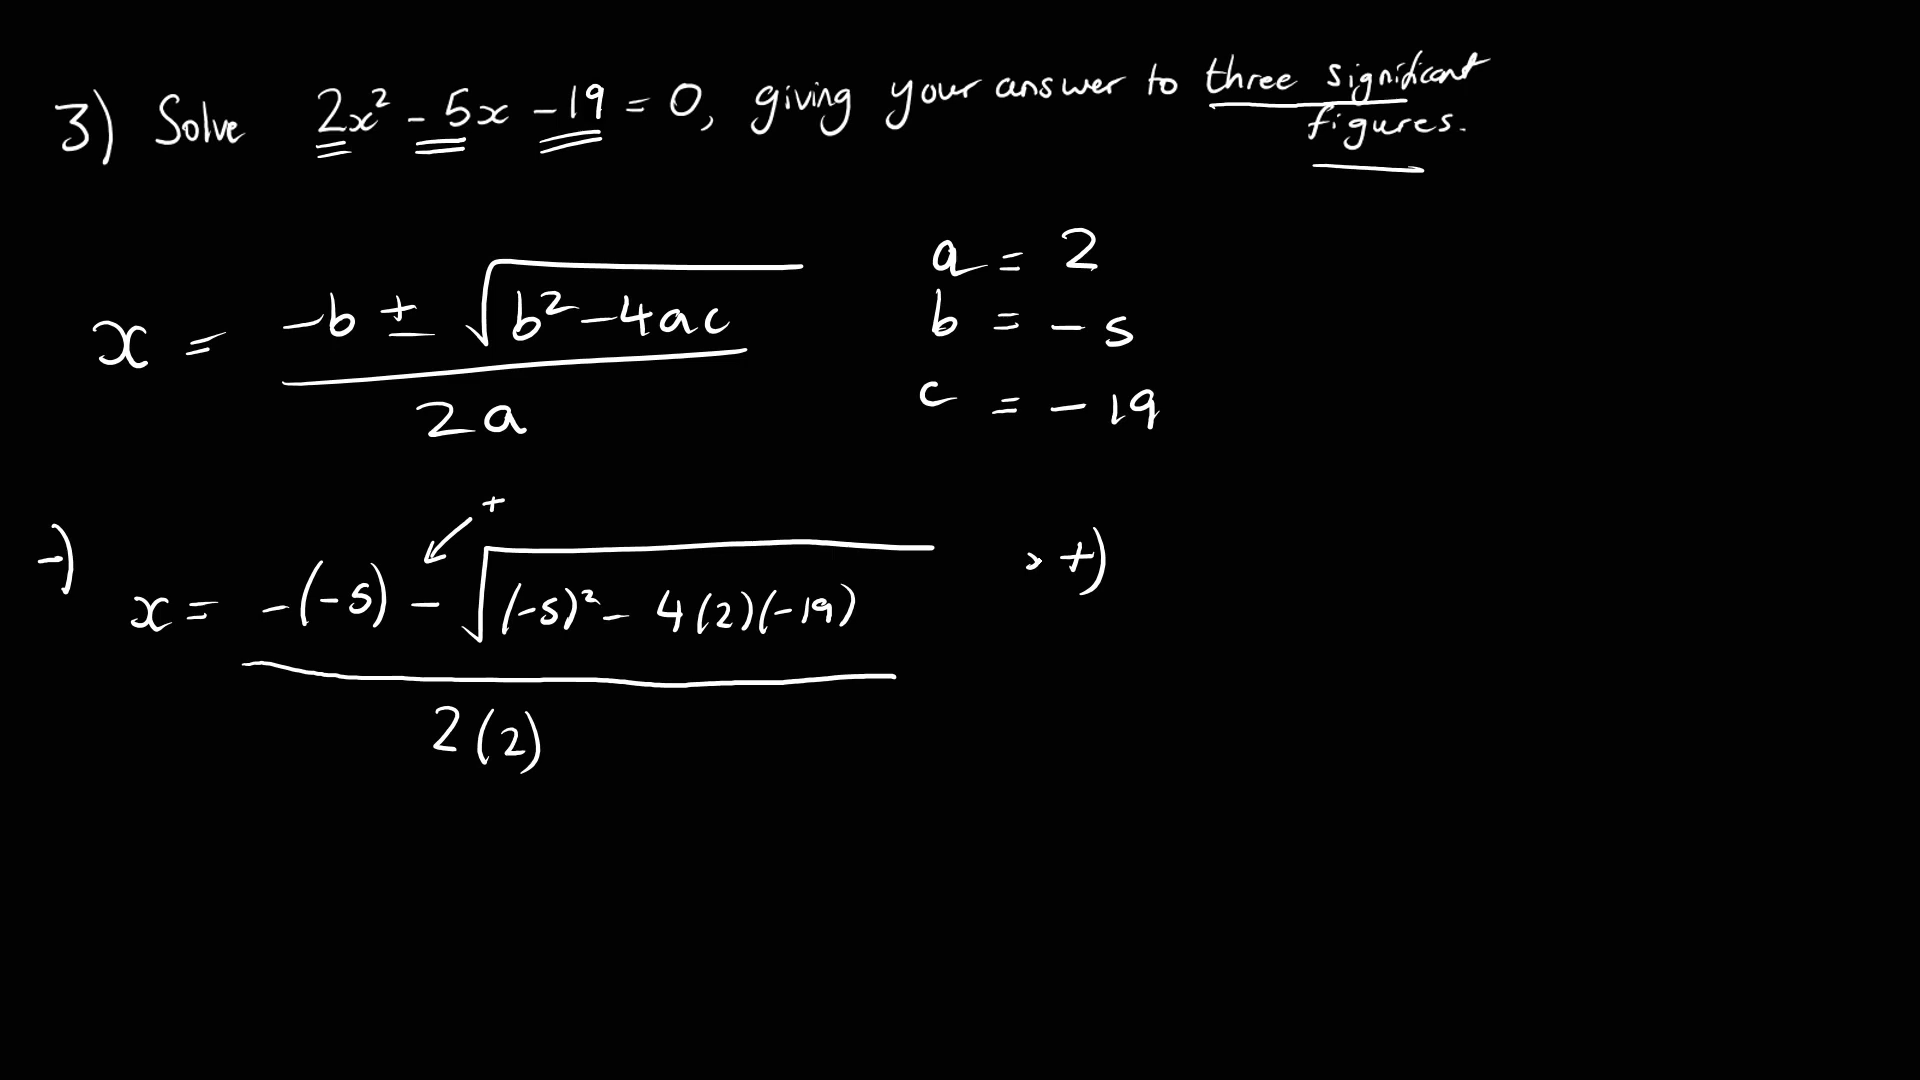 3) Solve 2x² - 5x - 19 = 0, giving your answer to three significant
figures.
x = (-b ± √(b² - 4ac)) / 2a
a = 2
b = -5
c = -19
-)
+
x = (-(-5) - √((-5)² - 4(2)(-19))) / 2(2)
> +)